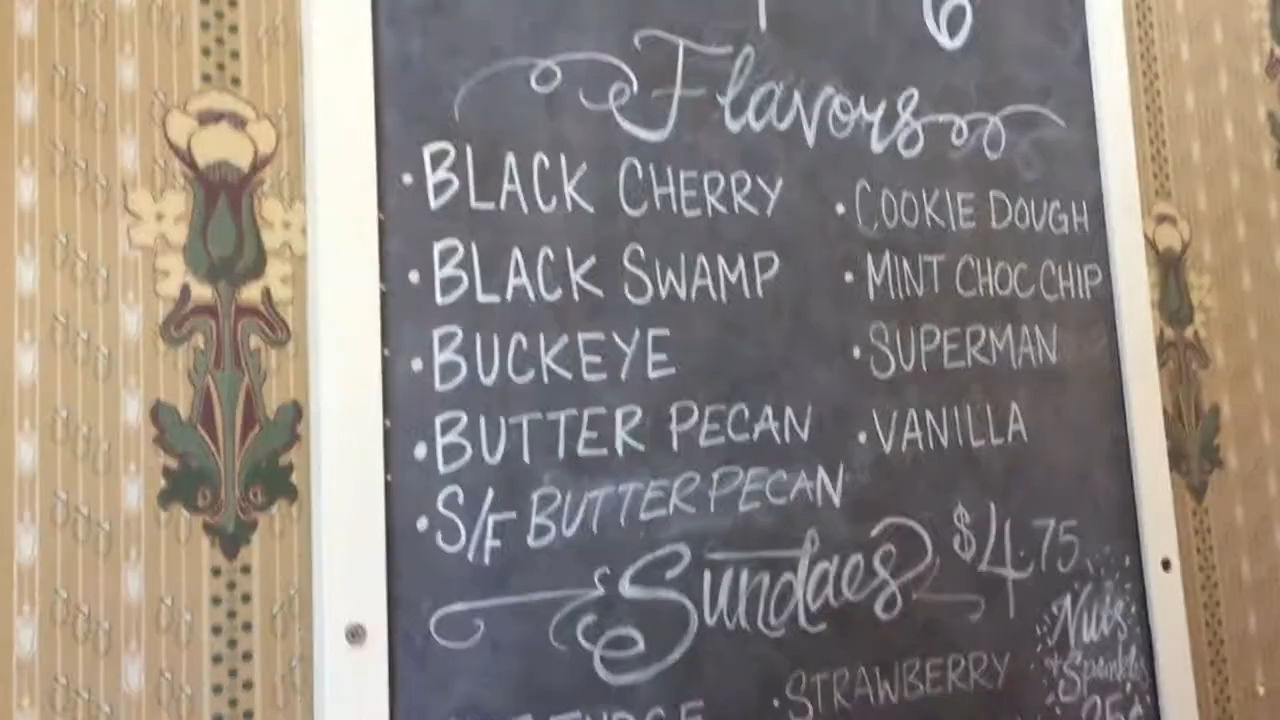 6
Flavors
• BLACK CHERRY
• BLACK SWAMP
• BUCKEYE
• BUTTER PECAN
• S/F BUTTER PECAN
• COOKIE DOUGH
• MINT CHOC CHIP
• SUPERMAN
• VANILLA
Sundaes $4.75
• STRAWBERRY
Nuts
25¢